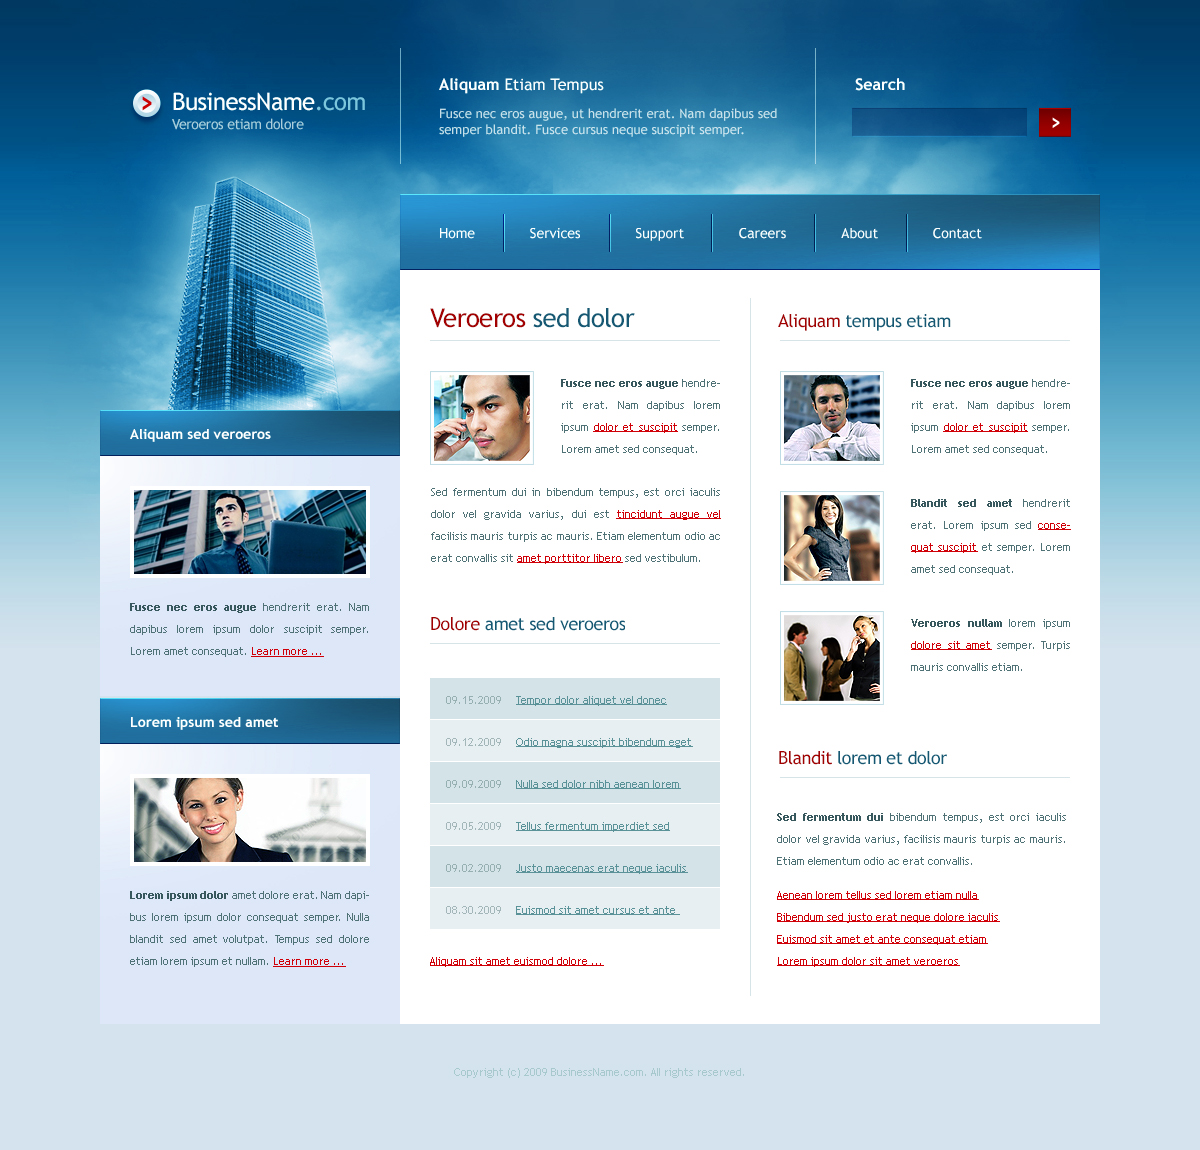 BusinessName.com
Veroeros etiam dolore
Aliquam Etiam Tempus
Fusce nec eros augue, ut hendrerit erat. Nam dapibus sed
semper blandit. Fusce cursus neque suscipit semper.
Search
Home
Services
Support
Careers
About
Contact
Aliquam sed veroeros
Fusce nec eros augue hendrerit erat. Nam
dapibus lorem ipsum dolor suscipit semper.
Lorem amet consequat. Learn more ...
Lorem ipsum sed amet
Lorem ipsum dolor amet dolore erat. Nam dapi-
bus lorem ipsum dolor consequat semper. Nulla
blandit sed amet volutpat. Tempus sed dolore
etiam lorem ipsum et nullam. Learn more ...
Veroeros sed dolor
Fusce nec eros augue hendre-
rit erat. Nam dapibus lorem
ipsum dolor et suscipit semper.
Lorem amet sed consequat.
Sed fermentum dui in bibendum tempus, est orci iaculis
dolor vel gravida varius, dui est tincidunt augue vel
facilisis mauris turpis ac mauris. Etiam elementum odio ac
erat convallis sit amet porttitor libero sed vestibulum.
Dolore amet sed veroeros
09.15.2009 Tempor dolor aliquet vel donec
09.12.2009 Odio magna suscipit bibendum eget
09.09.2009 Nulla sed dolor nibh aenean lorem
09.05.2009 Tellus fermentum imperdiet sed
09.02.2009 Justo maecenas erat neque iaculis
08.30.2009 Euismod sit amet cursus et ante
Aliquam sit amet euismod dolore ...
Aliquam tempus etiam
Fusce nec eros augue hendre-
rit erat. Nam dapibus lorem
ipsum dolor et suscipit semper.
Lorem amet sed consequat.
Blandit sed amet hendrerit
erat. Lorem ipsum sed conse-
quat suscipit et semper. Lorem
amet sed consequat.
Veroeros nullam lorem ipsum
dolore sit amet semper. Turpis
mauris convallis etiam.
Blandit lorem et dolor
Sed fermentum dui bibendum tempus, est orci iaculis
dolor vel gravida varius, facilisis mauris turpis ac mauris.
Etiam elementum odio ac erat convallis.
Aenean lorem tellus sed lorem etiam nulla
Bibendum sed justo erat neque dolore iaculis
Euismod sit amet et ante consequat etiam
Lorem ipsum dolor sit amet veroeros
Copyright (c) 2009 BusinessName.com. All rights reserved.